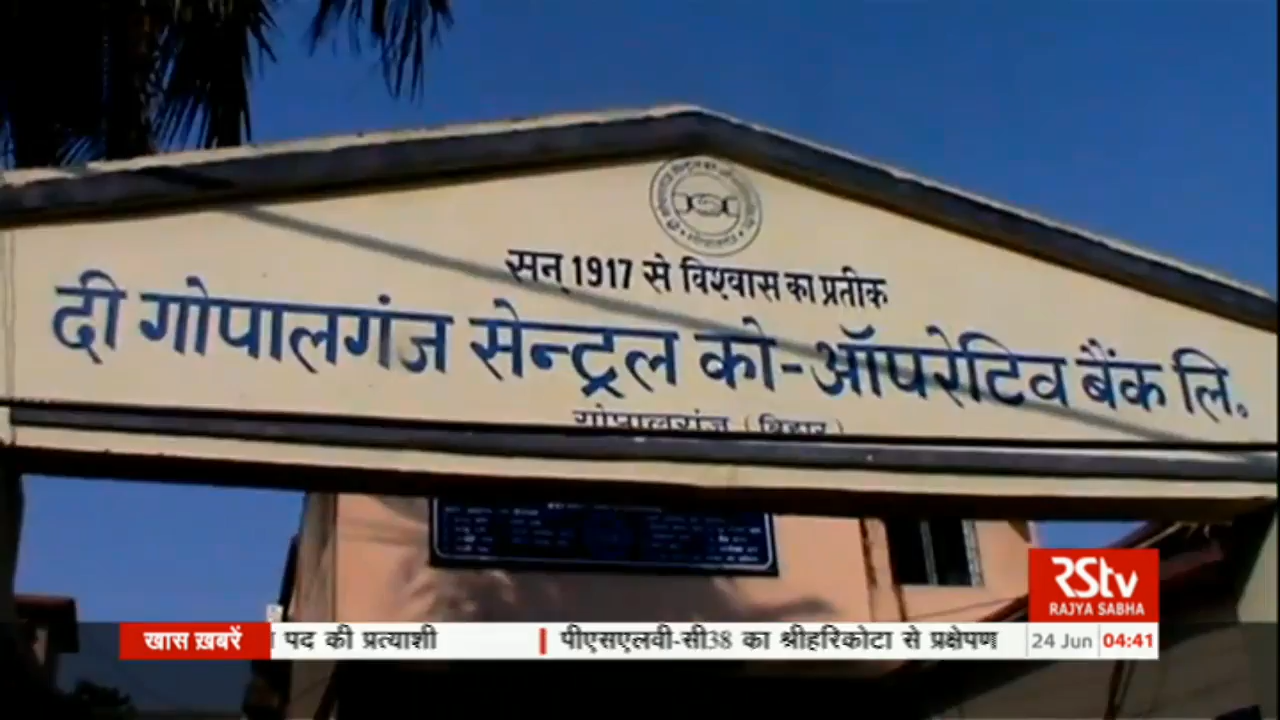 सन् 1917 से विश्वास का प्रतीक
दी गोपालगंज सेन्ट्रल को-ऑपरेटिव बैंक लि.
गोपालगंज (बिहार)
RStv
RAJYA SABHA
खास ख़बरें पद की प्रत्याशी पीएसएलवी-सी38 का श्रीहरिकोटा से प्रक्षेपण 24 Jun 04:41